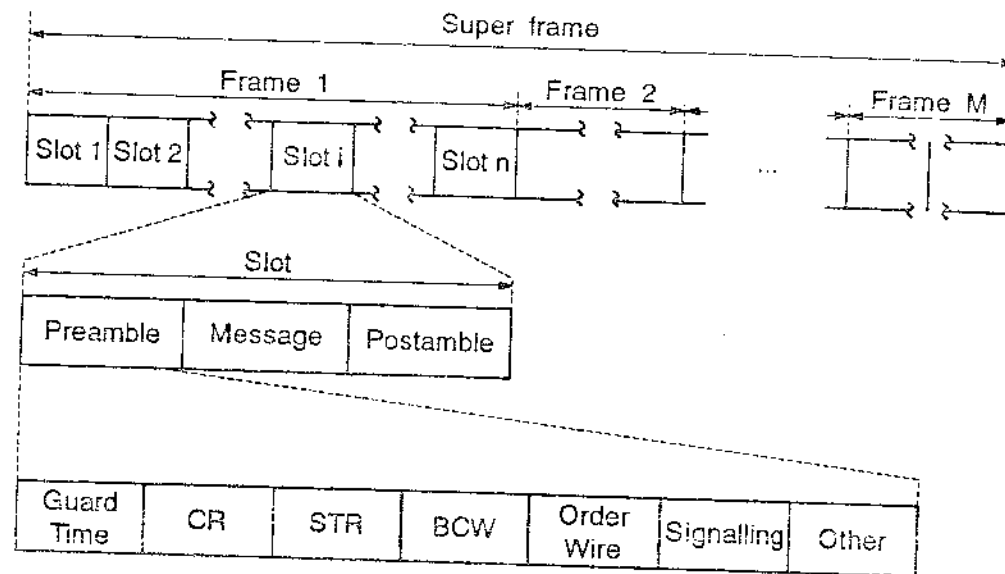 Super frame
Frame 1
Frame 2
Frame M
Slot 1
Slot 2
Slot i
Slot n
...
Slot
Preamble
Message
Postamble
Guard
Time
CR
STR
BCW
Order
Wire
Signalling
Other